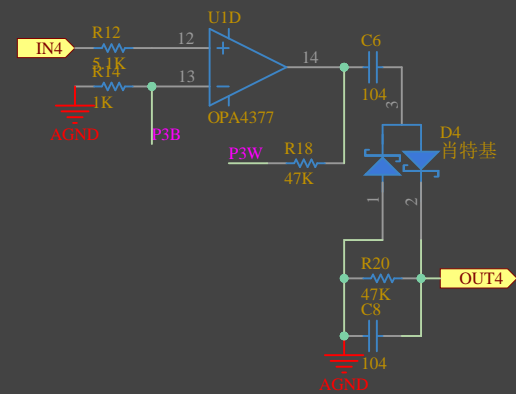 U1D
IN4
R12
5.1K
12
14
C6
104
R14
1K
13
AGND
P3B
OPA4377
P3W
R18
47K
3
D4
肖特基
1
2
R20
47K
OUT4
C8
104
AGND